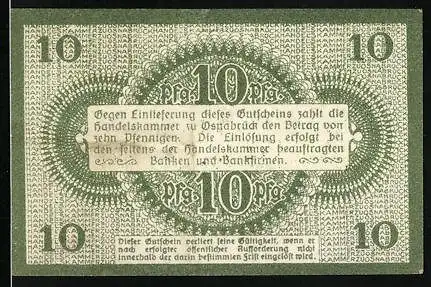 10 10
10
Pfg. Pfg.
Gegen Einlieferung dieses Gutscheins zahlt die
Handelskammer zu Osnabrück den Betrag von
zehn Pfennigen. Die Einlösung erfolgt bei
den seitens der Handelskammer beauftragten
Banken und Bankfirmen.
Pfg. 10 Pfg.
10 10
Dieser Gutschein verliert seine Gültigkeit, wenn er
nach erfolgter öffentlicher Aufforderung nicht
innerhalb der darin bestimmten Frist eingelöst wird.